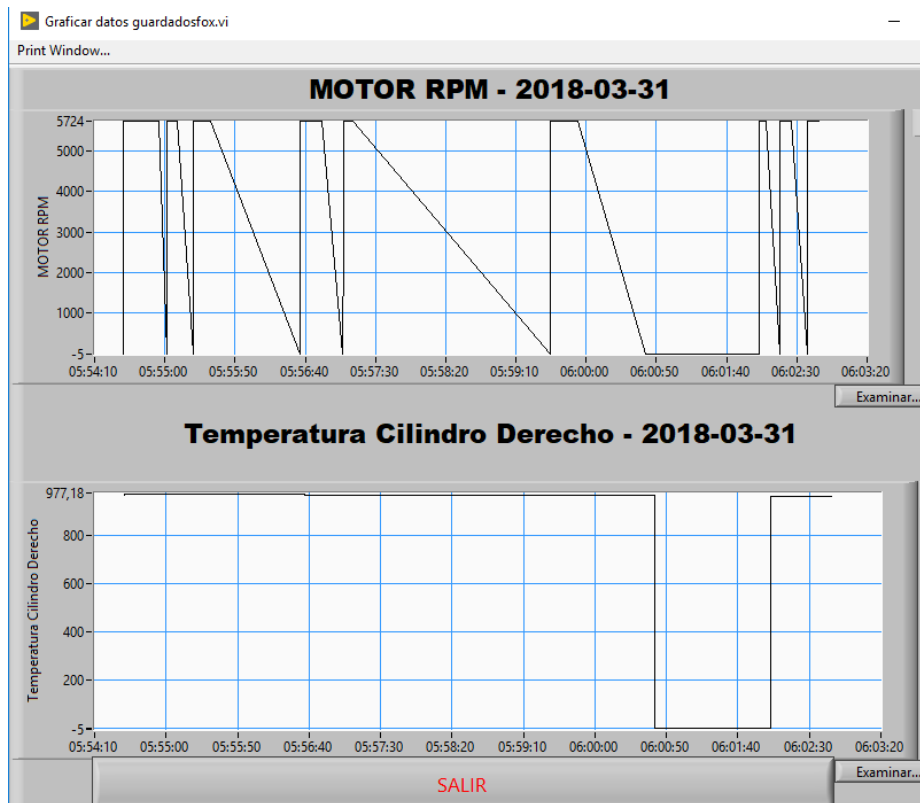 Graficar datos guardadosfox.vi
Print Window...
MOTOR RPM - 2018-03-31
MOTOR RPM
5724
5000
4000
3000
2000
1000
-5
05:54:10 05:55:00 05:55:50 05:56:40 05:57:30 05:58:20 05:59:10 06:00:00 06:00:50 06:01:40 06:02:30 06:03:20
Examinar...
Temperatura Cilindro Derecho - 2018-03-31
Temperatura Cilindro Derecho
977,18
800
600
400
200
-5
05:54:10 05:55:00 05:55:50 05:56:40 05:57:30 05:58:20 05:59:10 06:00:00 06:00:50 06:01:40 06:02:30 06:03:20
SALIR
Examinar...